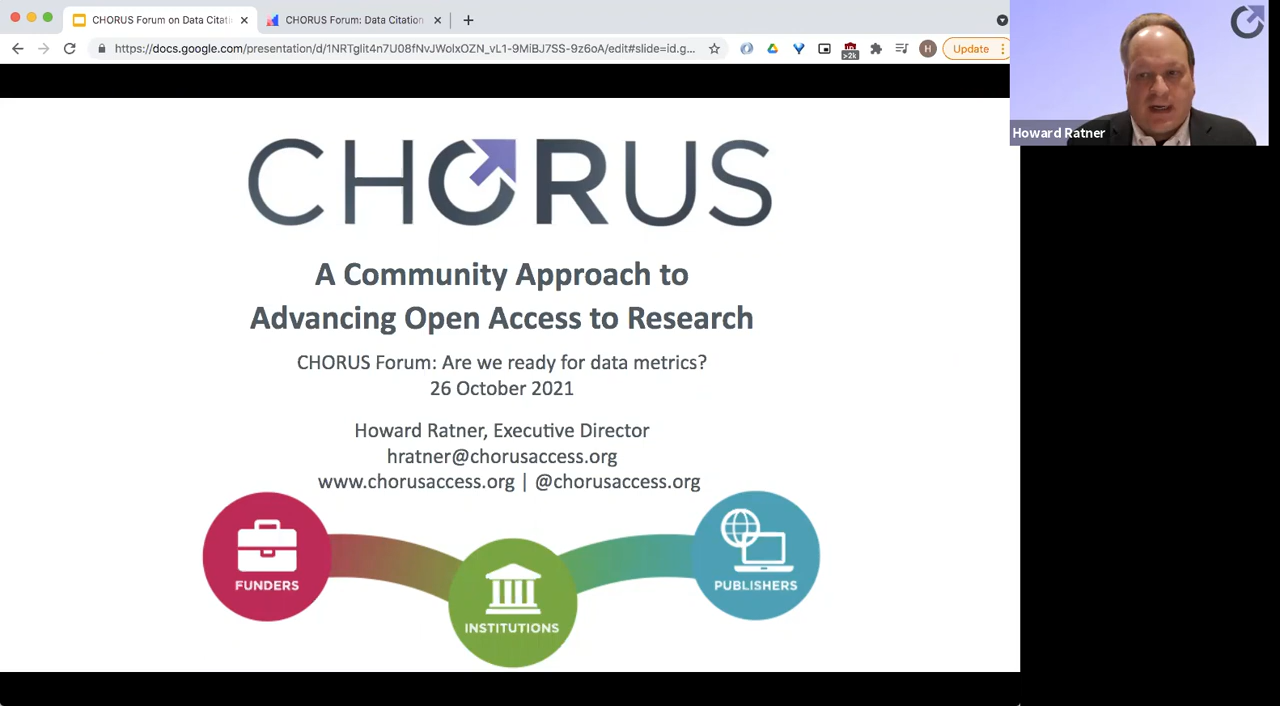 CHORUS Forum on Data Citati
CHORUS Forum: Data Citation
https://docs.google.com/presentation/d/1NRTglit4n7U08fNvJWolxOZN_vL1-9MiBJ7SS-9z6oA/edit#slide=id.g...
>2k
H
Update
Howard Ratner
CHORUS
A Community Approach to
Advancing Open Access to Research
CHORUS Forum: Are we ready for data metrics?
26 October 2021
Howard Ratner, Executive Director
hratner@chorusaccess.org
www.chorusaccess.org | @chorusaccess.org
FUNDERS
INSTITUTIONS
PUBLISHERS